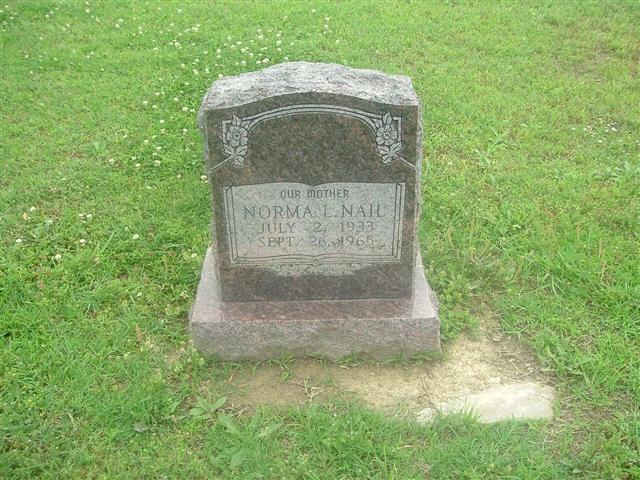 OUR MOTHER
NORMA L. NAIL
JULY 2, 1933
SEPT. 26, 1965